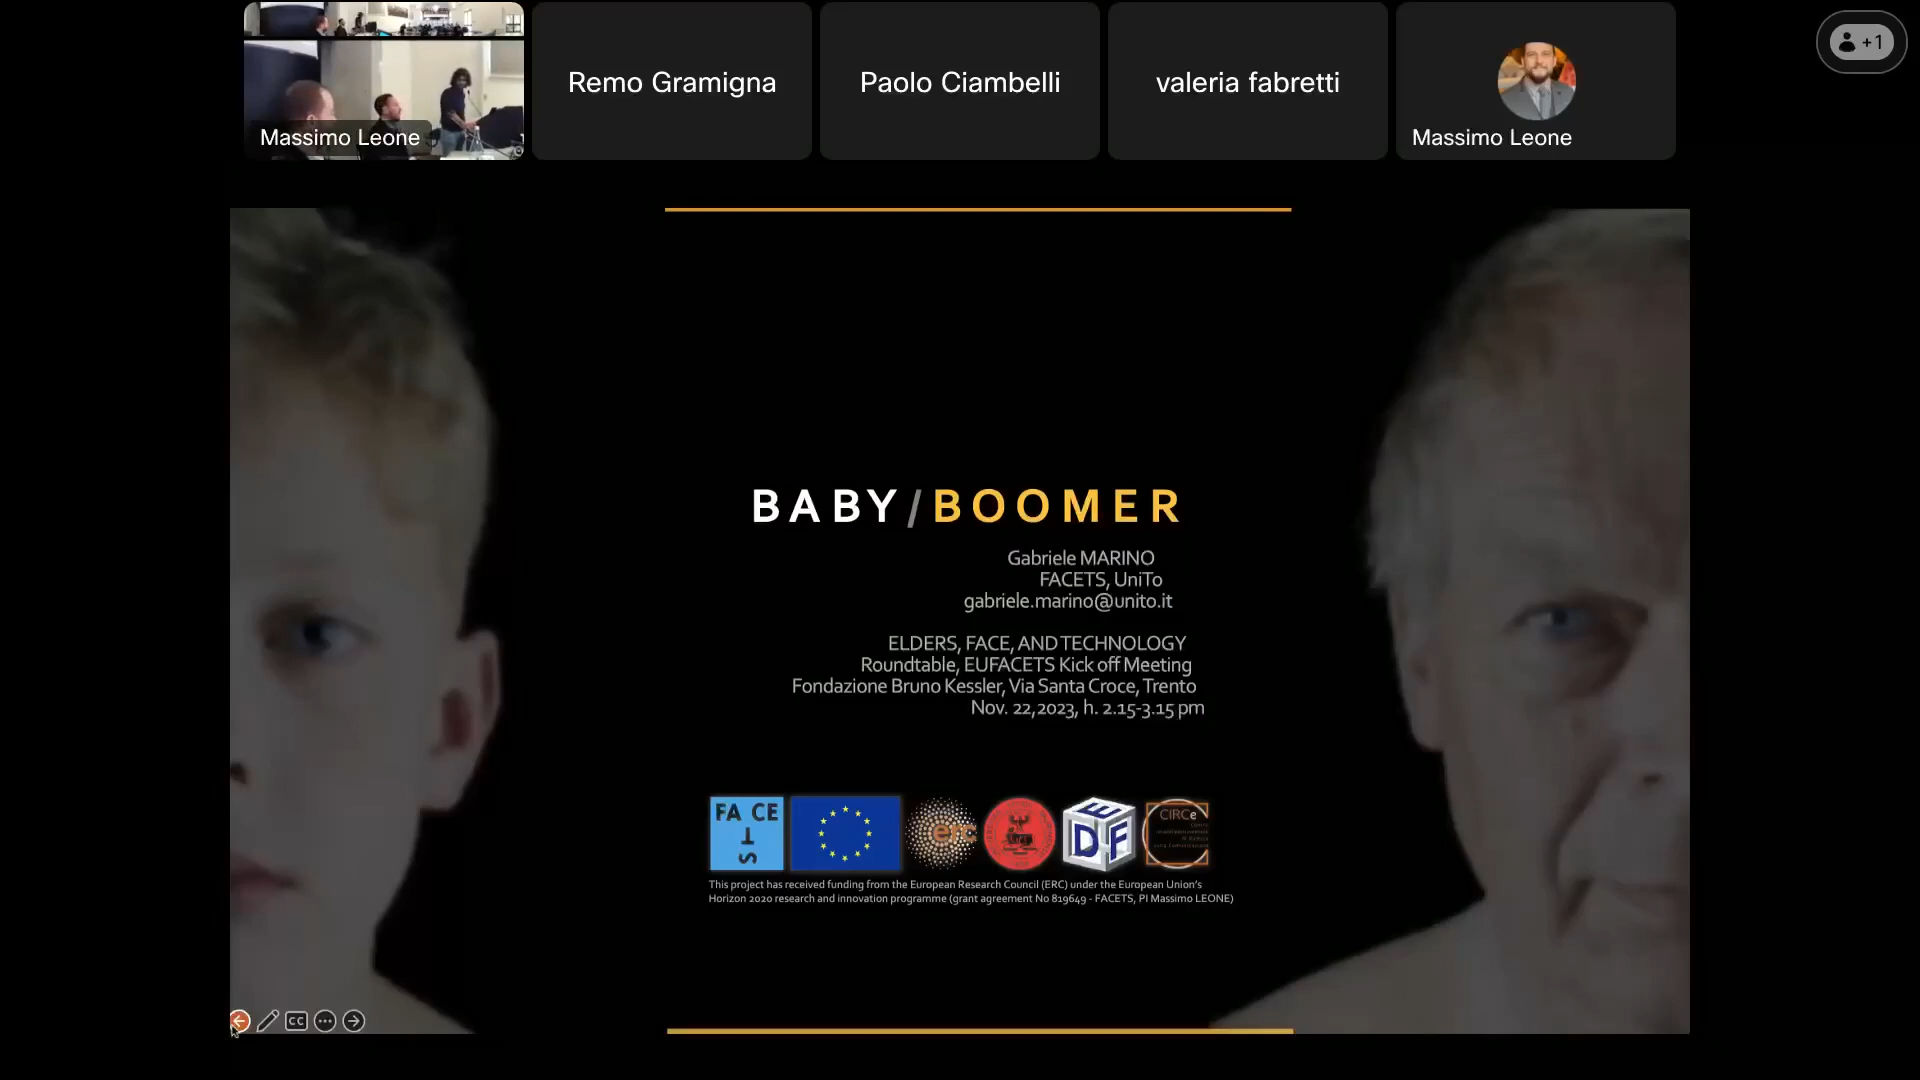 Remo Gramigna
Paolo Ciambelli
valeria fabretti
+1
Massimo Leone
Massimo Leone
BABY/BOOMER
Gabriele MARINO
FACETS, UniTo
gabriele.marino@unito.it
ELDERS, FACE, AND TECHNOLOGY
Roundtable, EUFACETS Kick off Meeting
Fondazione Bruno Kessler, Via Santa Croce, Trento
Nov. 22,2023, h. 2.15-3.15 pm
FA CE
T
S
erc
EDF
CIRCe
This project has received funding from the European Research Council (ERC) under the European Union's
Horizon 2020 research and innovation programme (grant agreement No 819649 - FACETS, PI Massimo LEONE)
CC